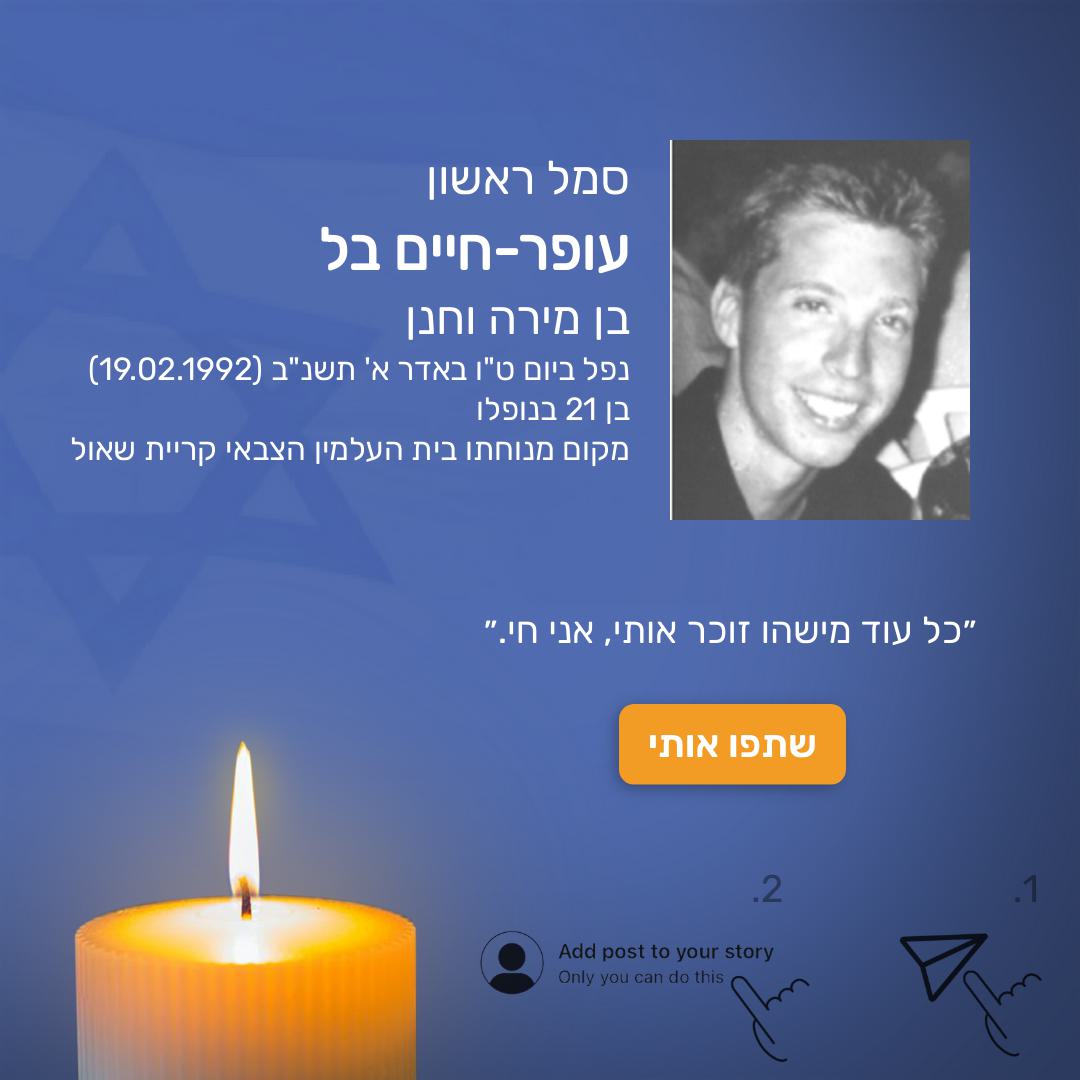 סמל ראשון
עופר-חיים בל
בן מירה וחנן
נפל ביום ט"ו באדר א' תשנ"ב (19.02.1992)
בן 21 בנופלו
מקום מנוחתו בית העלמין הצבאי קריית שאול
״כל עוד מישהו זוכר אותי, אני חי.״
שתפו אותי
.1
.2
Add post to your story
Only you can do this